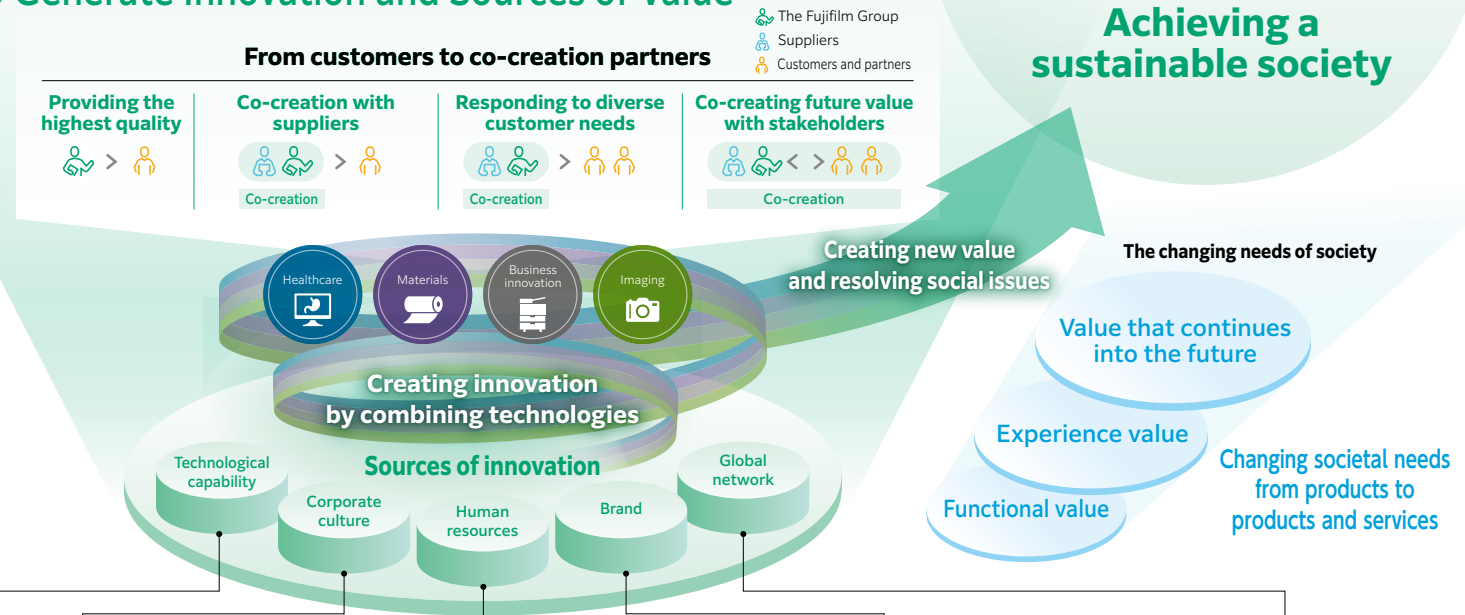 Generate Innovation and Sources of Value
The Fujifilm Group
Suppliers
Customers and partners
From customers to co-creation partners
Providing the
highest quality
Co-creation with
suppliers
Co-creation
Responding to diverse
customer needs
Co-creation
Co-creating future value
with stakeholders
Co-creation
Achieving a
sustainable society
Healthcare
Materials
Business
innovation
Imaging
Creating new value
and resolving social issues
Creating innovation
by combining technologies
Sources of innovation
Technological
capability
Corporate
culture
Human
resources
Brand
Global
network
The changing needs of society
Value that continues
into the future
Experience value
Functional value
Changing societal needs
from products to
products and services